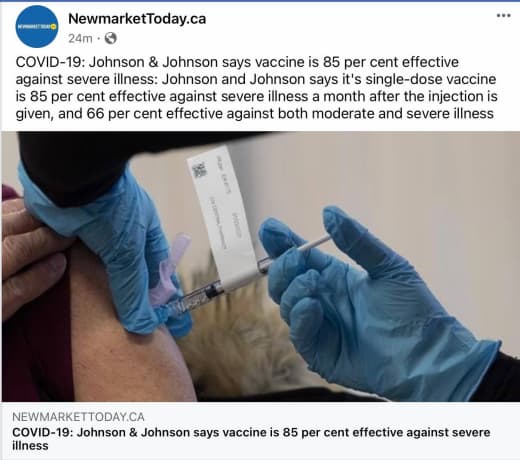 NewmarketToday.ca
24m
COVID-19: Johnson & Johnson says vaccine is 85 per cent effective
against severe illness: Johnson and Johnson says it's single-dose vaccine
is 85 per cent effective against severe illness a month after the injection is
given, and 66 per cent effective against both moderate and severe illness
NEWMARKETTODAY.CA
COVID-19: Johnson & Johnson says vaccine is 85 per cent effective against severe
illness